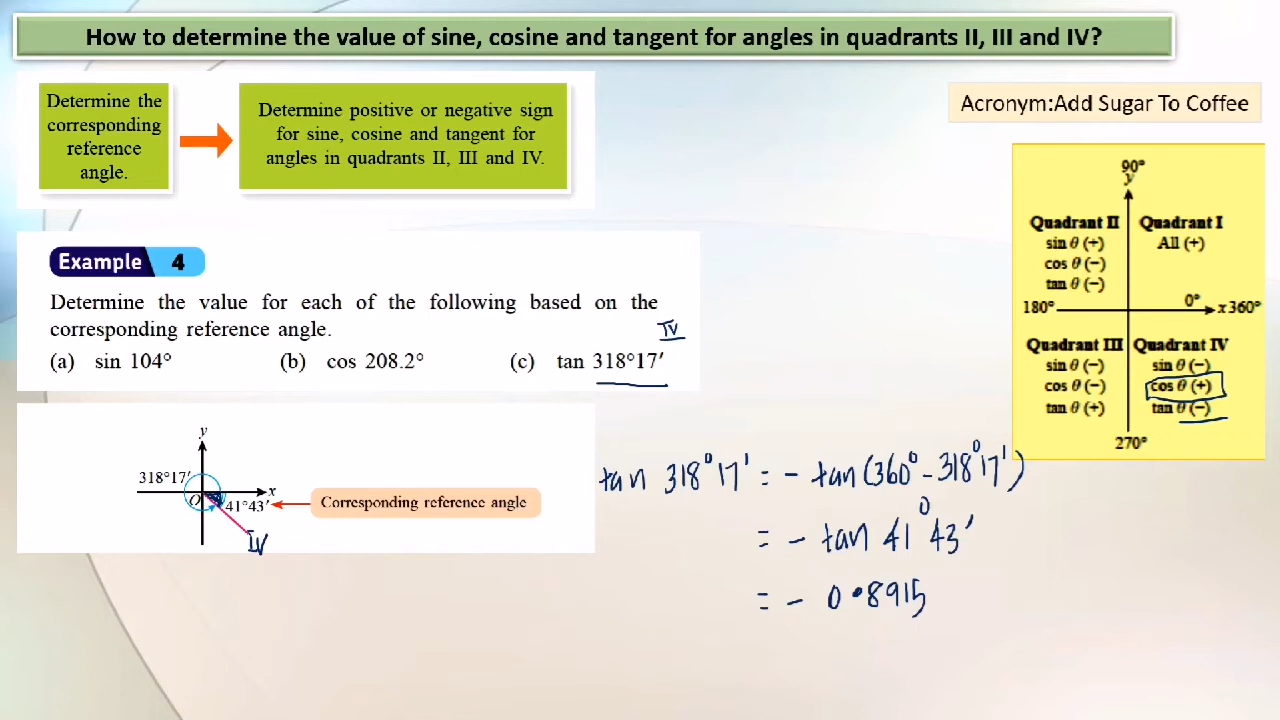 How to determine the value of sine, cosine and tangent for angles in quadrants II, III and IV?
Determine the
corresponding
reference
angle.
Determine positive or negative sign
for sine, cosine and tangent for
angles in quadrants II, III and IV.
Acronym:Add Sugar To Coffee
90°
y
Quadrant II
sin θ (+)
cos θ (−)
tan θ (−)
Quadrant I
All (+)
180°
0°
x 360°
Quadrant III
sin θ (−)
cos θ (−)
tan θ (+)
Quadrant IV
sin θ (−)
cos θ (+)
tan θ (−)
270°
Example 4
Determine the value for each of the following based on the
corresponding reference angle.
IV
(a) sin 104° (b) cos 208.2° (c) tan 318°17′
y
318°17′
x
O
41°43′
Corresponding reference angle
IV
tan 318°17' = - tan (360° - 318°17')
= - tan 41°43'
= - 0.8915